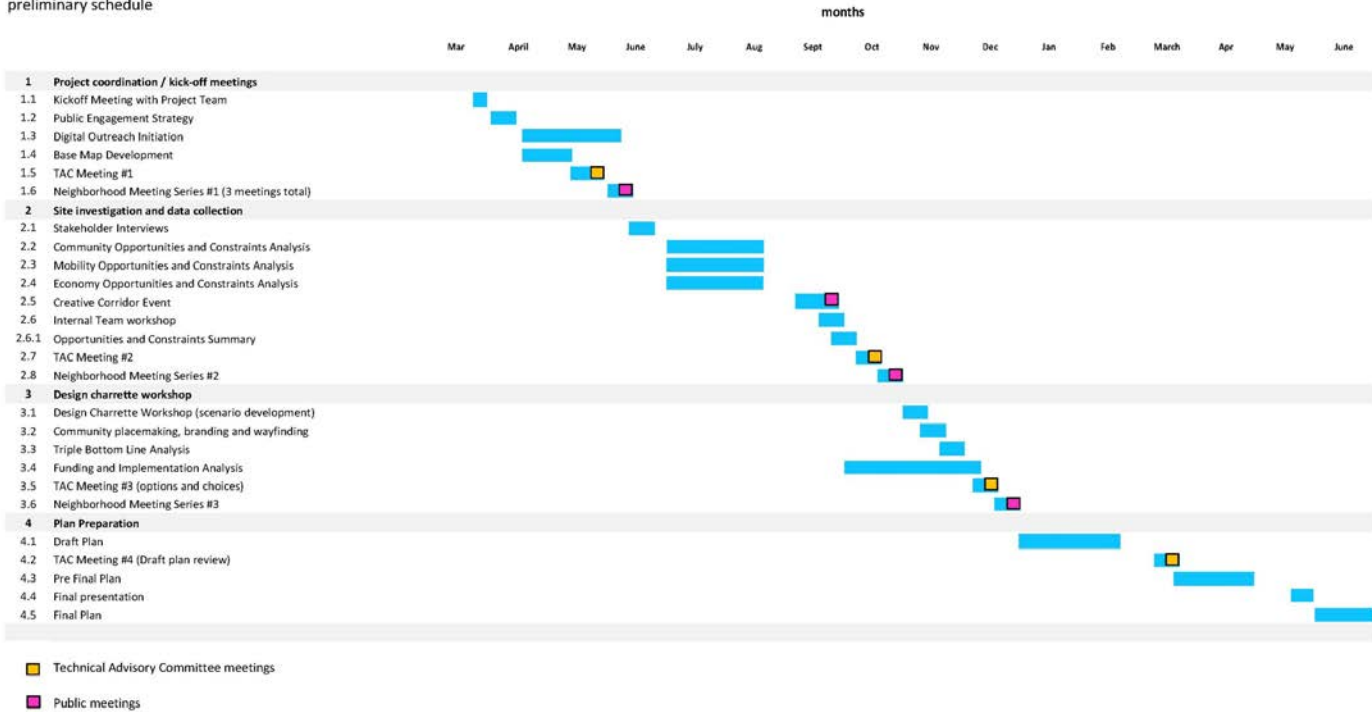 preliminary schedule
months
Mar April May June July Aug Sept Oct Nov Dec Jan Feb March Apr May June
1 Project coordination / kick-off meetings
1.1 Kickoff Meeting with Project Team
1.2 Public Engagement Strategy
1.3 Digital Outreach Initiation
1.4 Base Map Development
1.5 TAC Meeting #1
1.6 Neighborhood Meeting Series #1 (3 meetings total)
2 Site investigation and data collection
2.1 Stakeholder Interviews
2.2 Community Opportunities and Constraints Analysis
2.3 Mobility Opportunities and Constraints Analysis
2.4 Economy Opportunities and Constraints Analysis
2.5 Creative Corridor Event
2.6 Internal Team workshop
2.6.1 Opportunities and Constraints Summary
2.7 TAC Meeting #2
2.8 Neighborhood Meeting Series #2
3 Design charrette workshop
3.1 Design Charrette Workshop (scenario development)
3.2 Community placemaking, branding and wayfinding
3.3 Triple Bottom Line Analysis
3.4 Funding and Implementation Analysis
3.5 TAC Meeting #3 (options and choices)
3.6 Neighborhood Meeting Series #3
4 Plan Preparation
4.1 Draft Plan
4.2 TAC Meeting #4 (Draft plan review)
4.3 Pre Final Plan
4.4 Final presentation
4.5 Final Plan
Technical Advisory Committee meetings
Public meetings